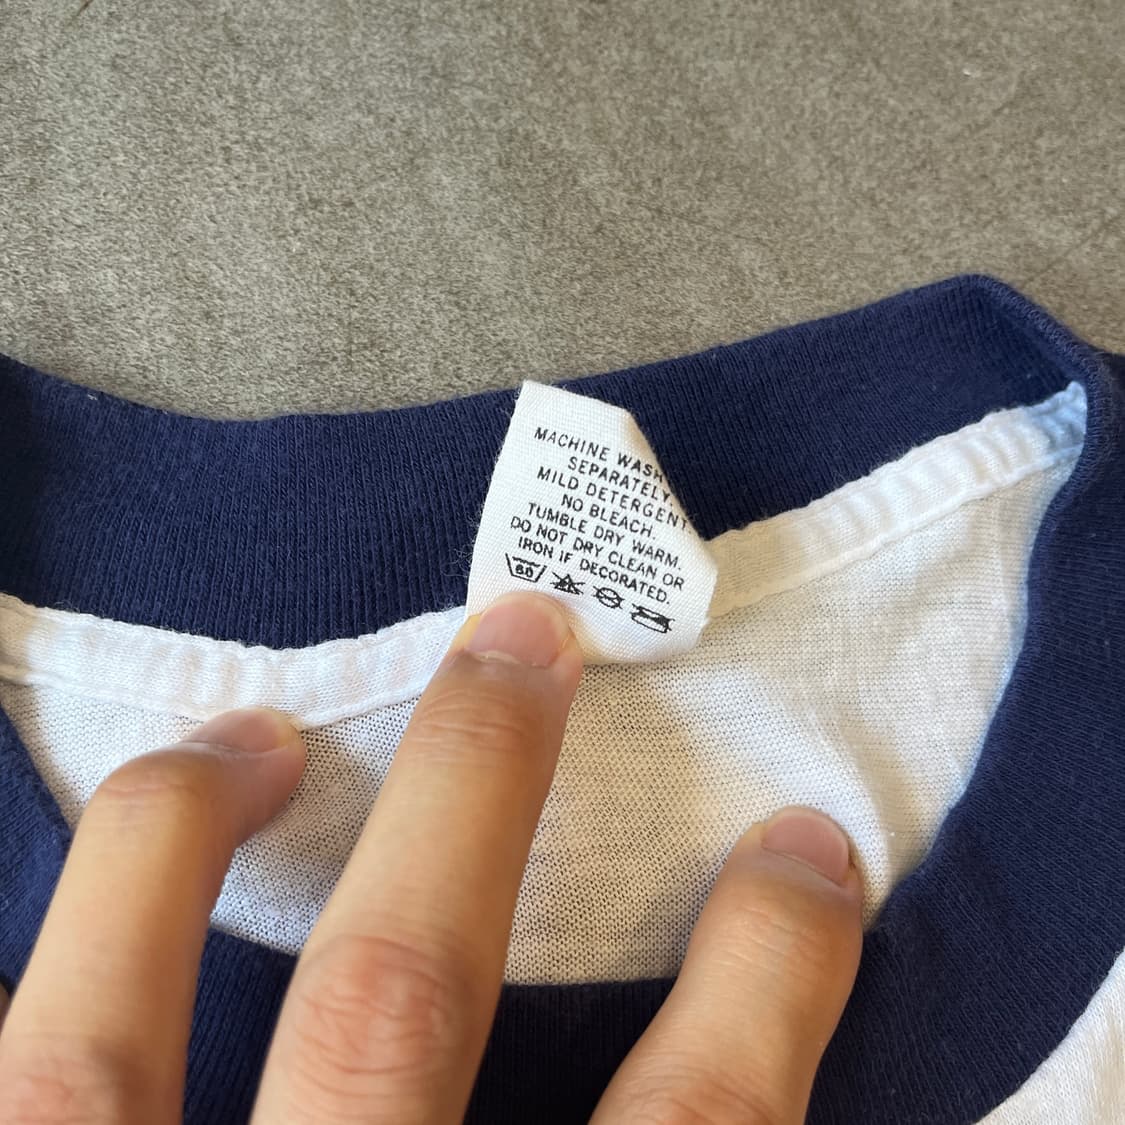 MACHINE WASH
SEPARATELY.
MILD DETERGENT.
NO BLEACH.
TUMBLE DRY WARM.
DO NOT DRY CLEAN OR
IRON IF DECORATED.
60